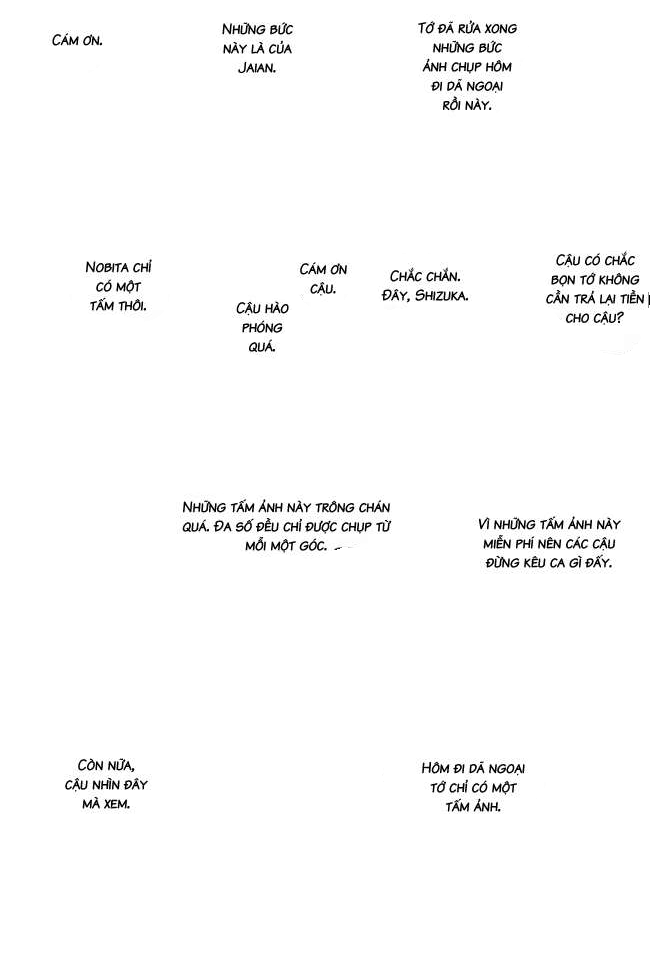 TỚ ĐÃ RỬA XONG
NHỮNG BỨC
ẢNH CHỤP HÔM
ĐI DÃ NGOẠI
RỒI NÀY.
NHỮNG BỨC
NÀY LÀ CỦA
JAIAN.
CÁM ƠN.
CẬU CÓ CHẮC
BỌN TỚ KHÔNG
CẦN TRẢ LẠI TIỀN
CHO CẬU?
CHẮC CHẮN.
ĐÂY, SHIZUKA.
CÁM ƠN
CẬU.
CẬU HÀO
PHÓNG
QUÁ.
NOBITA CHỈ
CÓ MỘT
TẤM THÔI.
VÌ NHỮNG TẤM ẢNH NÀY
MIỄN PHÍ NÊN CÁC CẬU
ĐỪNG KÊU CA GÌ ĐẤY.
NHỮNG TẤM ẢNH NÀY TRÔNG CHÁN
QUÁ. ĐA SỐ ĐỀU CHỈ ĐƯỢC CHỤP TỪ
MỖI MỘT GÓC.
HÔM ĐI DÃ NGOẠI
TỚ CHỈ CÓ MỘT
TẤM ẢNH.
CÒN NỮA,
CẬU NHÌN ĐÂY
MÀ XEM.